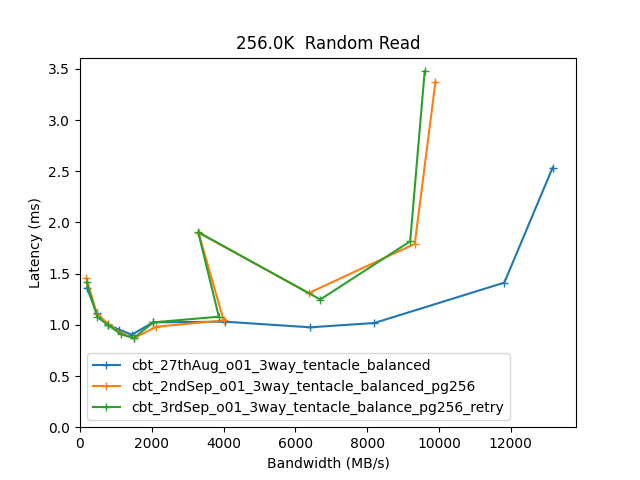 256.0K  Random Read
Latency (ms)
3.5
3.0
2.5
2.0
1.5
1.0
0.5
0.0
cbt_27thAug_o01_3way_tentacle_balanced
cbt_2ndSep_o01_3way_tentacle_balanced_pg256
cbt_3rdSep_o01_3way_tentacle_balance_pg256_retry
0 2000 4000 6000 8000 10000 12000
Bandwidth (MB/s)